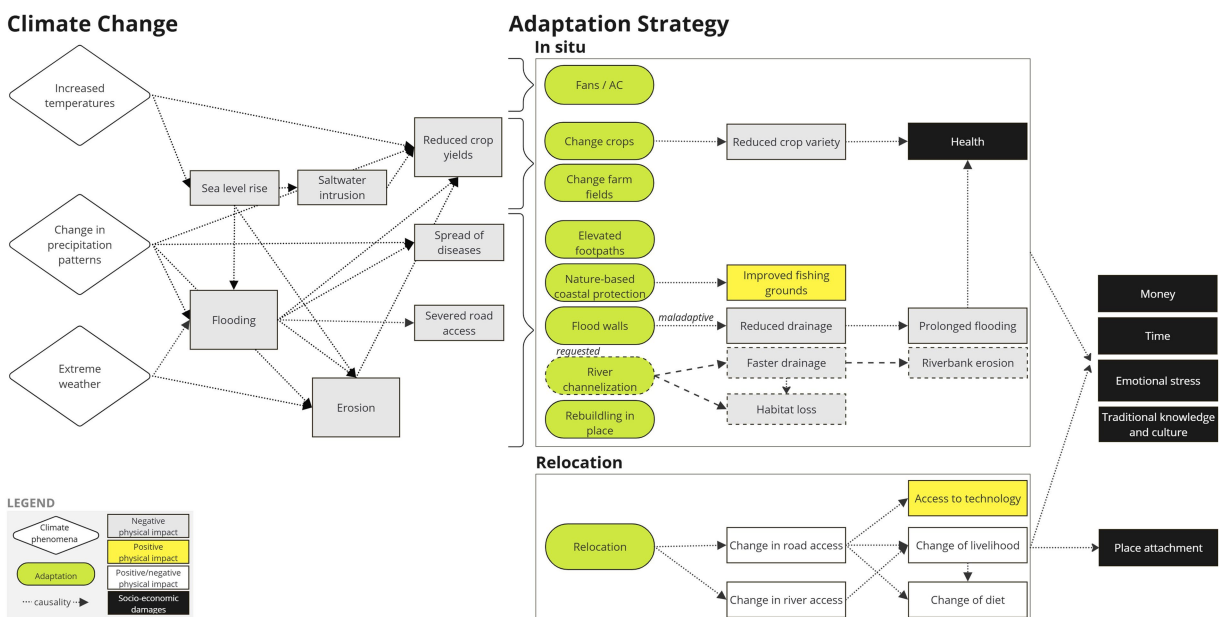 Climate Change
Adaptation Strategy
In situ
Increased
temperatures
Change in
precipitation
patterns
Extreme
weather
Sea level rise
Saltwater
intrusion
Reduced crop
yields
Spread of
diseases
Flooding
Severed road
access
Erosion
Fans / AC
Change crops
Reduced crop variety
Health
Change farm
fields
Elevated
footpaths
Nature-based
coastal protection
Improved fishing
grounds
Flood walls
maladaptive
Reduced drainage
Prolonged flooding
requested
River
channelization
Faster drainage
Riverbank erosion
Habitat loss
Rebuildling in
place
Money
Time
Emotional stress
Traditional knowledge
and culture
Relocation
Relocation
Change in road access
Change in river access
Access to technology
Change of livelihood
Change of diet
Place attachment
LEGEND
Climate
phenomena
Adaptation
causality
Negative
physical impact
Positive
physical impact
Positive/negative
physical impact
Socio-economic
damages